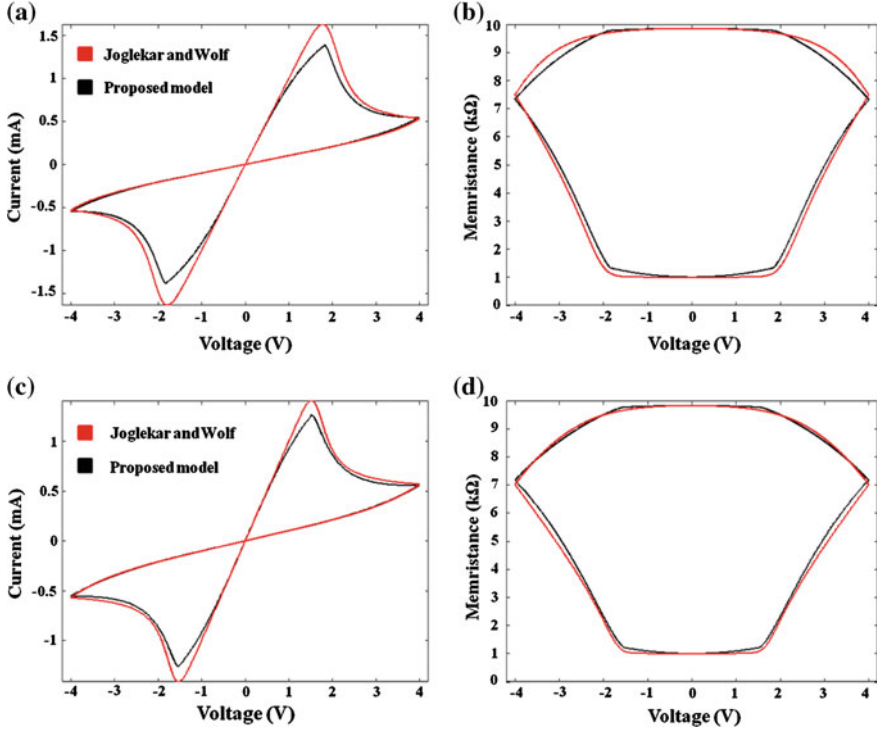 (a)
1.5
1
0.5
0
-0.5
-1
-1.5
Current (mA)
Joglekar and Wolf
Proposed model
-4 -3 -2 -1 0 1 2 3 4
Voltage (V)
(b)
10
9
8
7
6
5
4
3
2
1
0
Memristance (kΩ)
-4 -3 -2 -1 0 1 2 3 4
Voltage (V)
(c)
1
0.5
0
-0.5
-1
Current (mA)
Joglekar and Wolf
Proposed model
-4 -3 -2 -1 0 1 2 3 4
Voltage (V)
(d)
10
9
8
7
6
5
4
3
2
1
0
Memristance (kΩ)
-4 -3 -2 -1 0 1 2 3 4
Voltage (V)